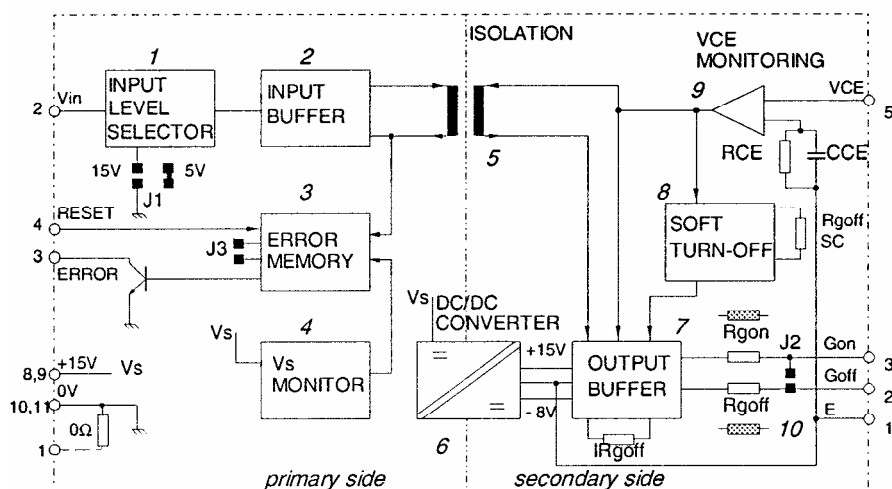 ISOLATION
VCE
MONITORING
1
INPUT
LEVEL
SELECTOR
2
INPUT
BUFFER
2
Vin
15V
5V
J1
5
9
VCE
5
RCE
CCE
8
SOFT
TURN-OFF
Rgoff
SC
4
RESET
3
ERROR
3
ERROR
MEMORY
J3
4
Vs
Vs
MONITOR
Vs
DC/DC
CONVERTER
+15V
- 8V
6
7
OUTPUT
BUFFER
IRgoff
Rgon
J2
Gon
3
Goff
2
Rgoff
10
E
1
8,9
+15V
Vs
10,11
0V
0Ω
1
primary side
secondary side